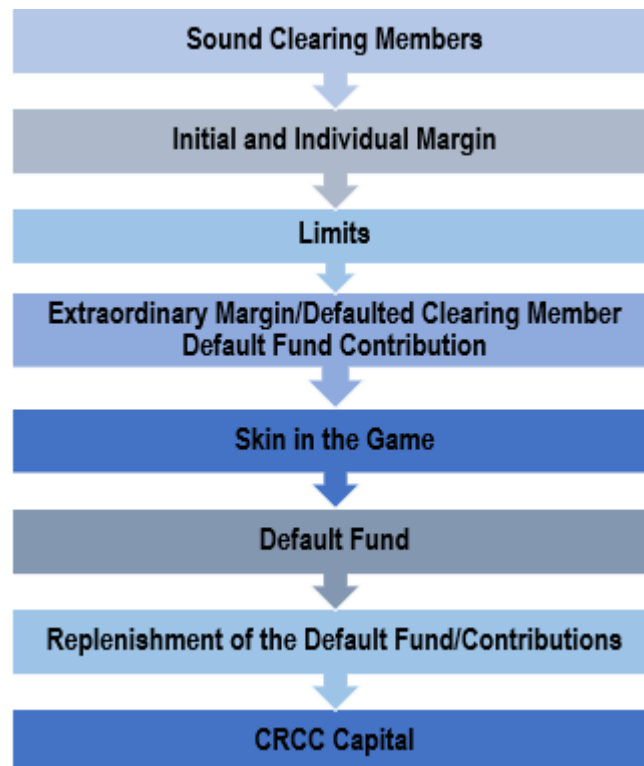 Sound Clearing Members
Initial and Individual Margin
Limits
Extraordinary Margin/Defaulted Clearing Member
Default Fund Contribution
Skin in the Game
Default Fund
Replenishment of the Default Fund/Contributions
CRCC Capital